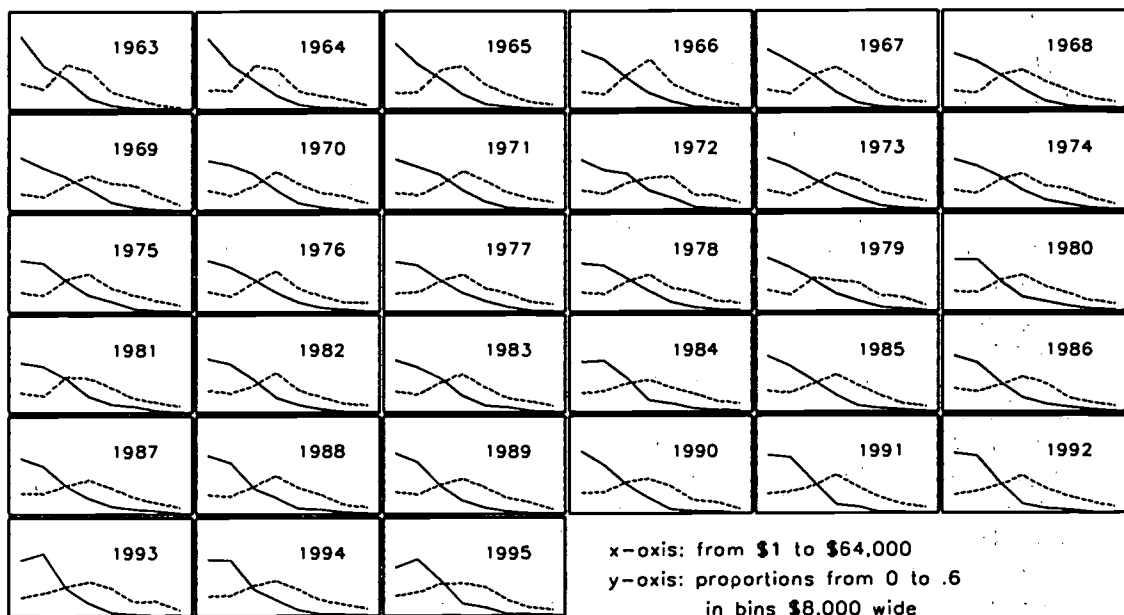 1963 1964 1965 1966 1967 1968
1969 1970 1971 1972 1973 1974
1975 1976 1977 1978 1979 1980
1981 1982 1983 1984 1985 1986
1987 1988 1989 1990 1991 1992
1993 1994 1995
x-axis: from $1 to $64,000
y-axis: proportions from 0 to .6
in bins $8,000 wide